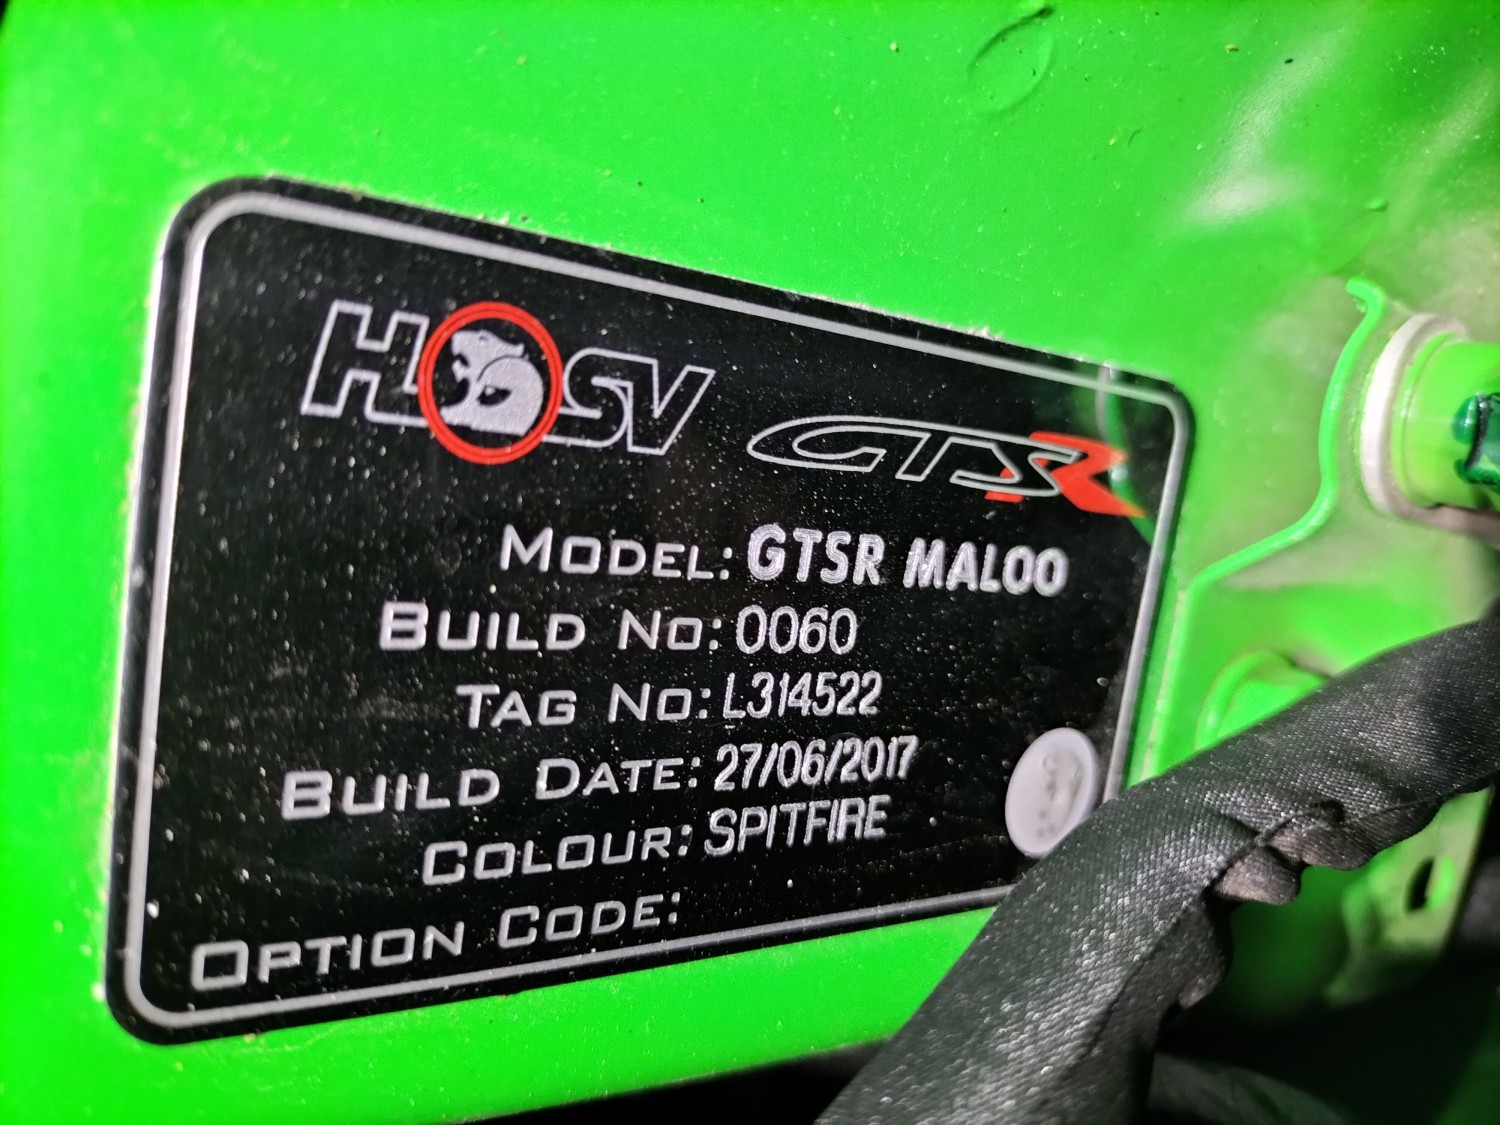 HSV GTSR
MODEL: GTSR MALOO
BUILD NO: 0060
TAG NO: L314522
BUILD DATE: 27/06/2017
COLOUR: SPITFIRE
OPTION CODE: